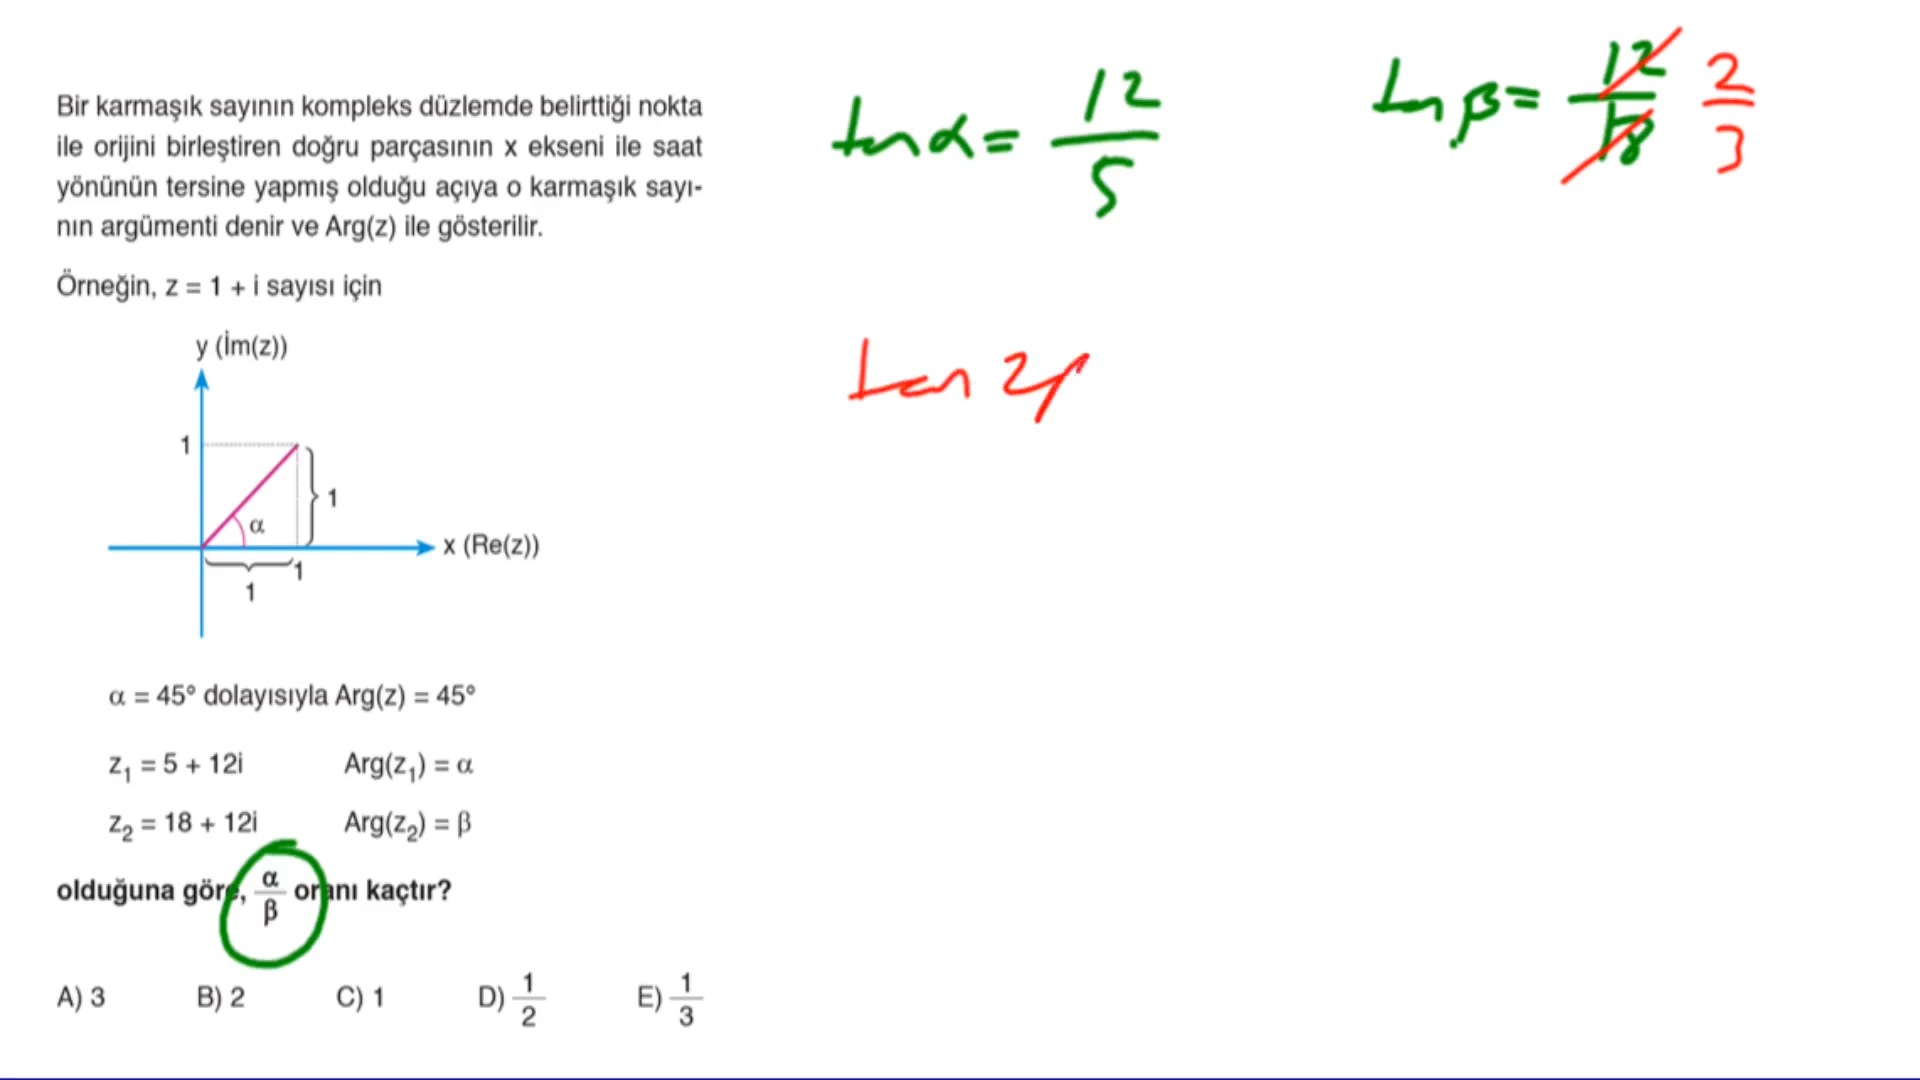 Bir karmaşık sayının kompleks düzlemde belirttiği nokta
ile orijini birleştiren doğru parçasının x ekseni ile saat
yönünün tersine yapmış olduğu açıya o karmaşık sayı-
nın argümenti denir ve Arg(z) ile gösterilir.
Örneğin, z = 1 + i sayısı için
y (İm(z))
1
1
α
x (Re(z))
1
1
α = 45° dolayısıyla Arg(z) = 45°
z₁ = 5 + 12i Arg(z₁) = α
z₂ = 18 + 12i Arg(z₂) = β
olduğuna göre, α/β oranı kaçtır?
A) 3 B) 2 C) 1 D) 1/2 E) 1/3
tan α = 12/5
tan β = 12/18 2/3
tan 2